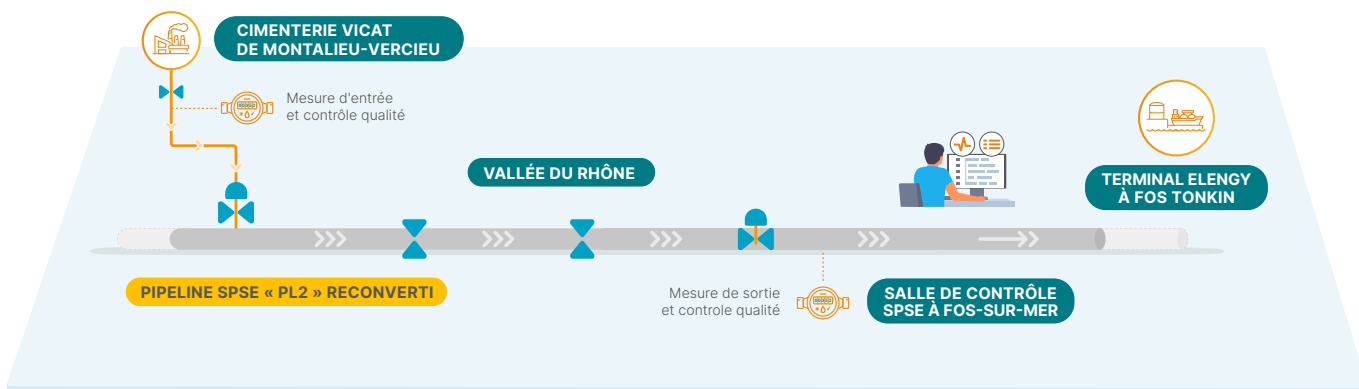 CIMENTERIE VICAT
DE MONTALIEU-VERCIEU
Mesure d'entrée
et contrôle qualité
VALLÉE DU RHÔNE
TERMINAL ELENGY
À FOS TONKIN
PIPELINE SPSE « PL2 » RECONVERTI
Mesure de sortie
et controle qualité
SALLE DE CONTRÔLE
SPSE À FOS-SUR-MER